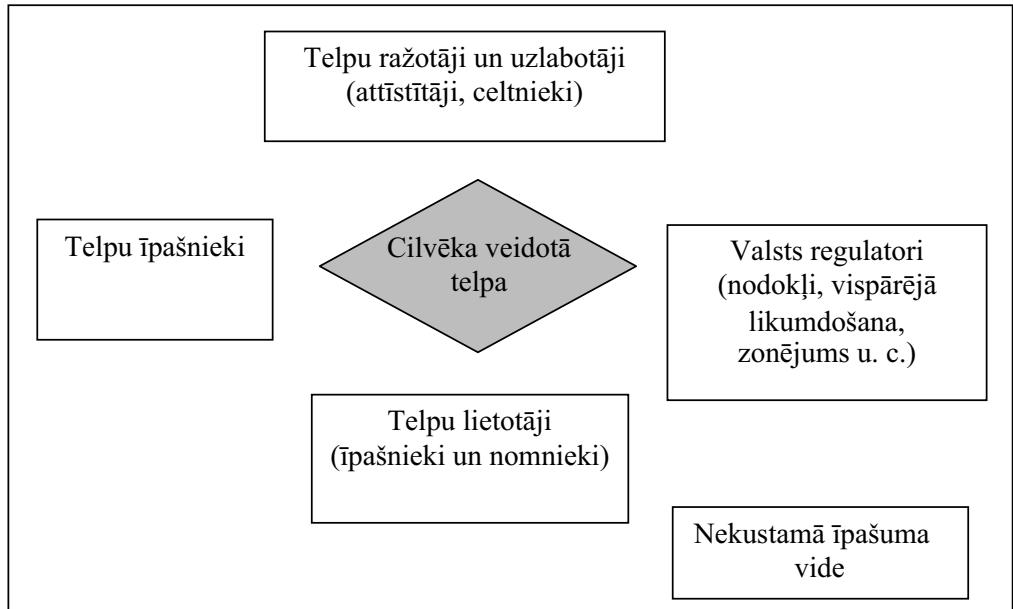 Telpu ražotāji un uzlabotāji
(attīstītāji, celtnieki)
Telpu īpašnieki
Cilvēka veidotā
telpa
Valsts regulatori
(nodokļi, vispārējā
likumdošana,
zonējums u. c.)
Telpu lietotāji
(īpašnieki un nomnieki)
Nekustamā īpašuma
vide